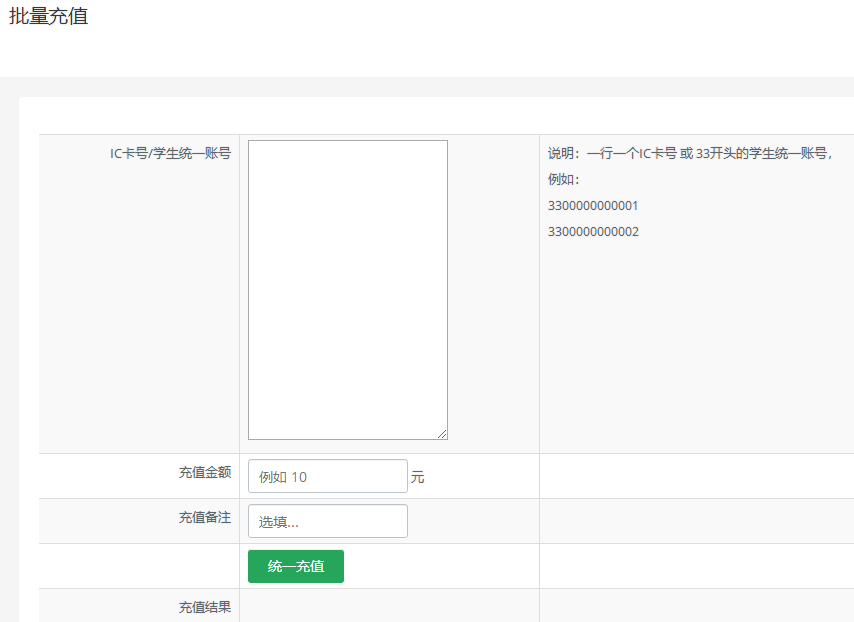 批量充值
IC卡号/学生统一账号
说明：一行一个IC卡号 或 33开头的学生统一账号，
例如：
3300000000001
3300000000002
充值金额
例如 10
元
充值备注
选填...
统一充值
充值结果